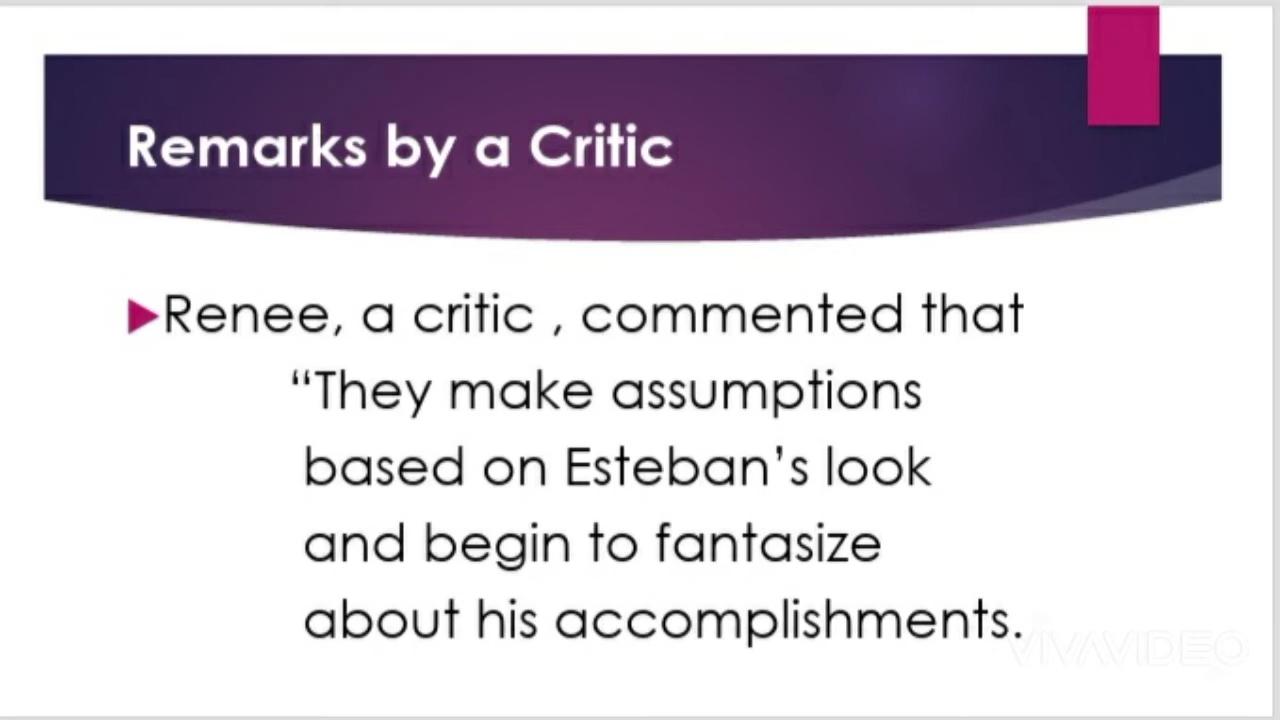 Remarks by a Critic
Renee, a critic , commented that
“They make assumptions
based on Esteban’s look
and begin to fantasize
about his accomplishments.
VIVAVIDEO